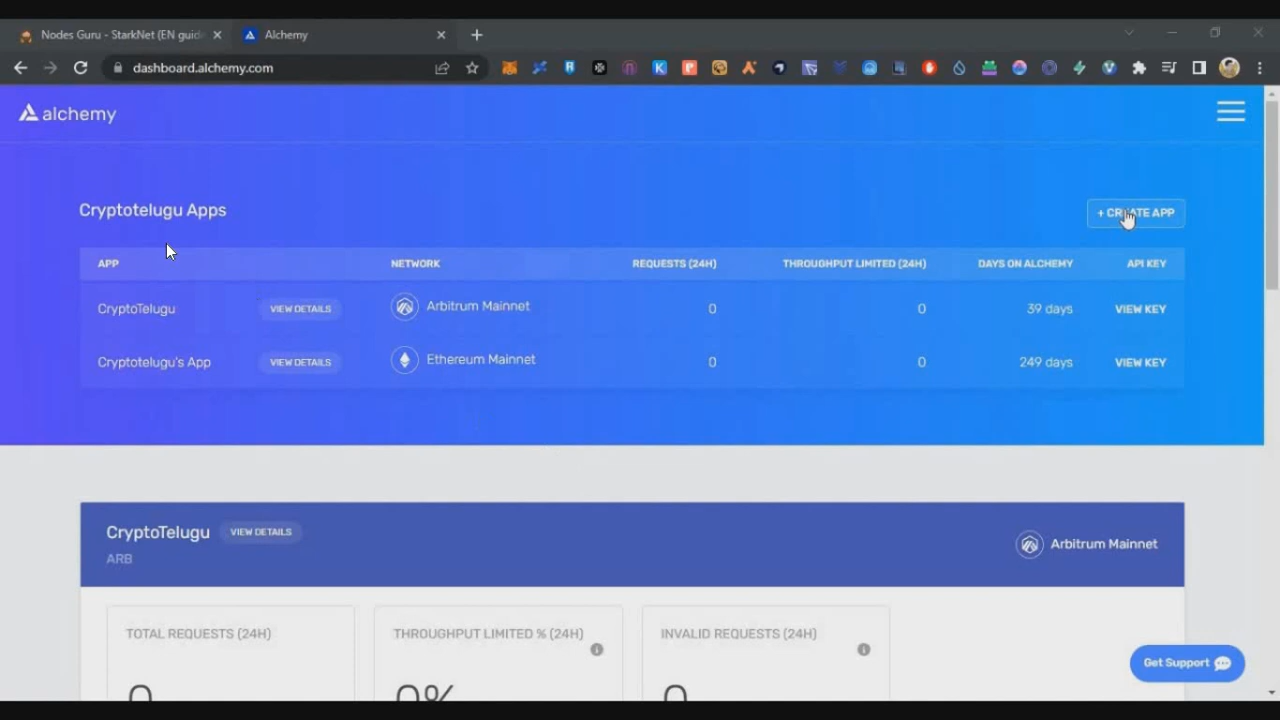 Nodes Guru - StarkNet (EN guid
Alchemy
dashboard.alchemy.com
alchemy
Cryptotelugu Apps
+ CREATE APP
APP NETWORK REQUESTS (24H) THROUGHPUT LIMITED (24H) DAYS ON ALCHEMY API KEY
CryptoTelugu VIEW DETAILS Arbitrum Mainnet 0 0 39 days VIEW KEY
Cryptotelugu's App VIEW DETAILS Ethereum Mainnet 0 0 249 days VIEW KEY
CryptoTelugu VIEW DETAILS
ARB
Arbitrum Mainnet
TOTAL REQUESTS (24H) THROUGHPUT LIMITED % (24H) INVALID REQUESTS (24H)
0 0% 0
Get Support